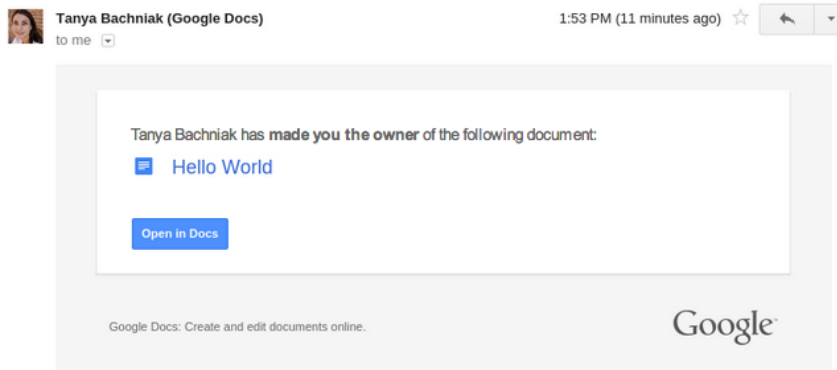 Tanya Bachniak (Google Docs) 1:53 PM (11 minutes ago)
to me
Tanya Bachniak has made you the owner of the following document:
Hello World
Open in Docs
Google Docs: Create and edit documents online.
Google